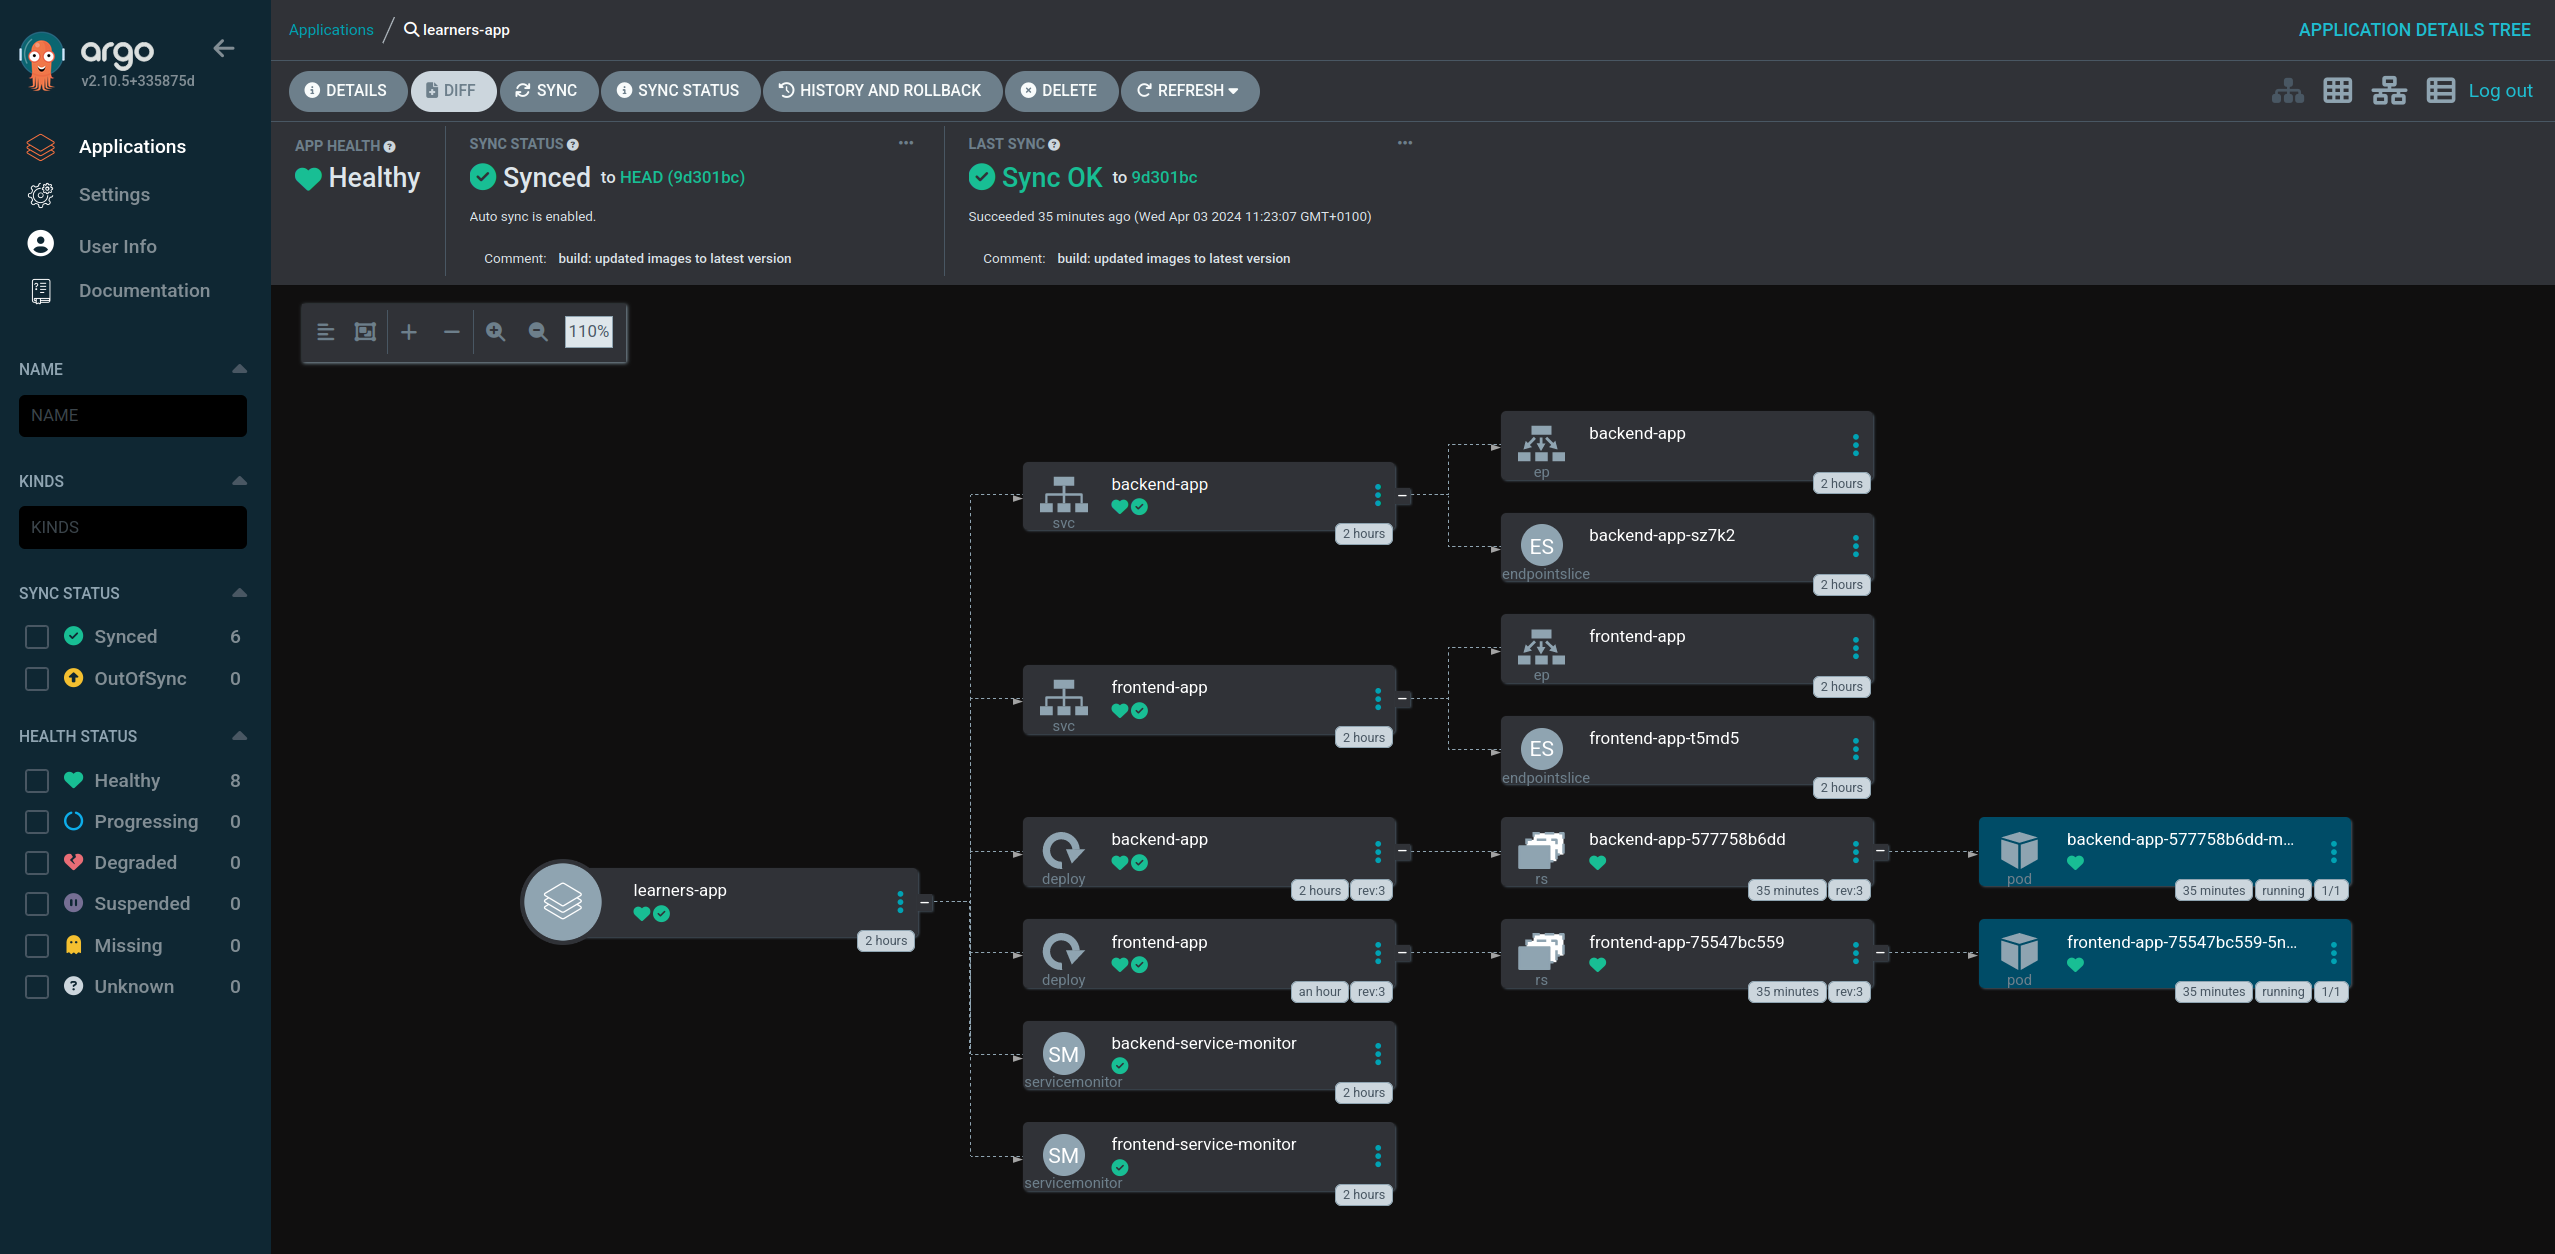 argo
v2.10.5+335875d
Applications
Settings
User Info
Documentation
NAME
NAME
KINDS
KINDS
SYNC STATUS
Synced 6
OutOfSync 0
HEALTH STATUS
Healthy 8
Progressing 0
Degraded 0
Suspended 0
Missing 0
Unknown 0
Applications / learners-app
APPLICATION DETAILS TREE
DETAILS DIFF SYNC SYNC STATUS HISTORY AND ROLLBACK DELETE REFRESH
Log out
APP HEALTH
Healthy
SYNC STATUS
Synced to HEAD (9d301bc)
Auto sync is enabled.
Comment: build: updated images to latest version
LAST SYNC
Sync OK to 9d301bc
Succeeded 35 minutes ago (Wed Apr 03 2024 11:23:07 GMT+0100)
Comment: build: updated images to latest version
110%
learners-app
2 hours
backend-app
svc
2 hours
frontend-app
svc
2 hours
backend-app
deploy
2 hours rev:3
frontend-app
deploy
an hour rev:3
SM
backend-service-monitor
servicemonitor
2 hours
SM
frontend-service-monitor
servicemonitor
2 hours
backend-app
ep
2 hours
ES
backend-app-sz7k2
endpointslice
2 hours
frontend-app
ep
2 hours
ES
frontend-app-t5md5
endpointslice
2 hours
backend-app-577758b6dd
rs
35 minutes rev:3
frontend-app-75547bc559
rs
35 minutes rev:3
backend-app-577758b6dd-m...
pod
35 minutes running 1/1
frontend-app-75547bc559-5n...
pod
35 minutes running 1/1